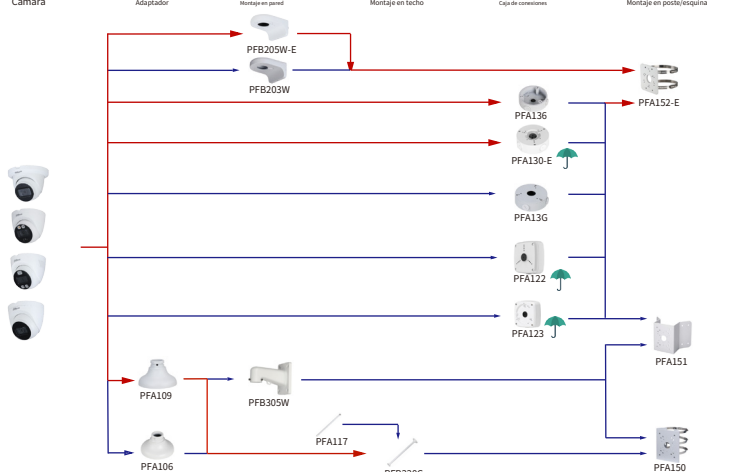 Cámara
Adaptador
Montaje en pared
Montaje en techo
Caja de conexiones
Montaje en poste/esquina
PFB205W-E
PFB203W
PFA152-E
PFA136
PFA130-E
PFA13G
PFA122
PFA123
PFA151
PFA109
PFB305W
PFA117
PFA106
PFB220C
PFA150